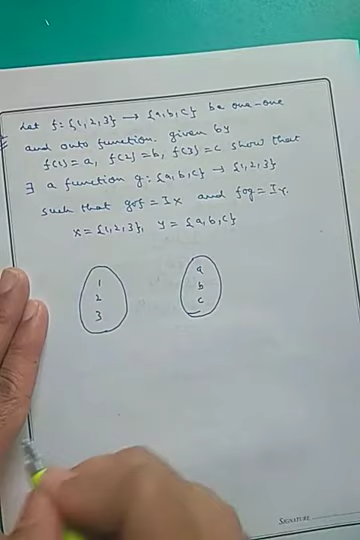 Let f: {1, 2, 3} → {a, b, c} be one-one
and onto function. given by
f(1) = a, f(2) = b, f(3) = c show that
∃ a function g: {a, b, c} → {1, 2, 3}
such that gof = Ix and fog = Iy.
x = {1, 2, 3}, y = {a, b, c}
1 a
2 b
3 c
SIGNATURE